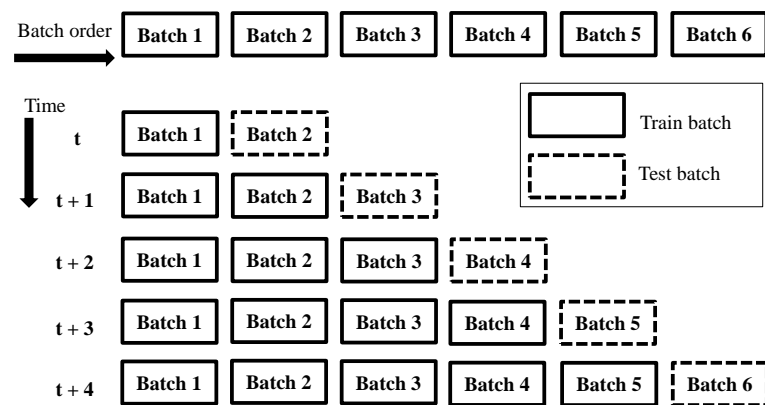 Batch order Batch 1 Batch 2 Batch 3 Batch 4 Batch 5 Batch 6
Time
t Batch 1 Batch 2
Train batch
Test batch
t + 1 Batch 1 Batch 2 Batch 3
t + 2 Batch 1 Batch 2 Batch 3 Batch 4
t + 3 Batch 1 Batch 2 Batch 3 Batch 4 Batch 5
t + 4 Batch 1 Batch 2 Batch 3 Batch 4 Batch 5 Batch 6